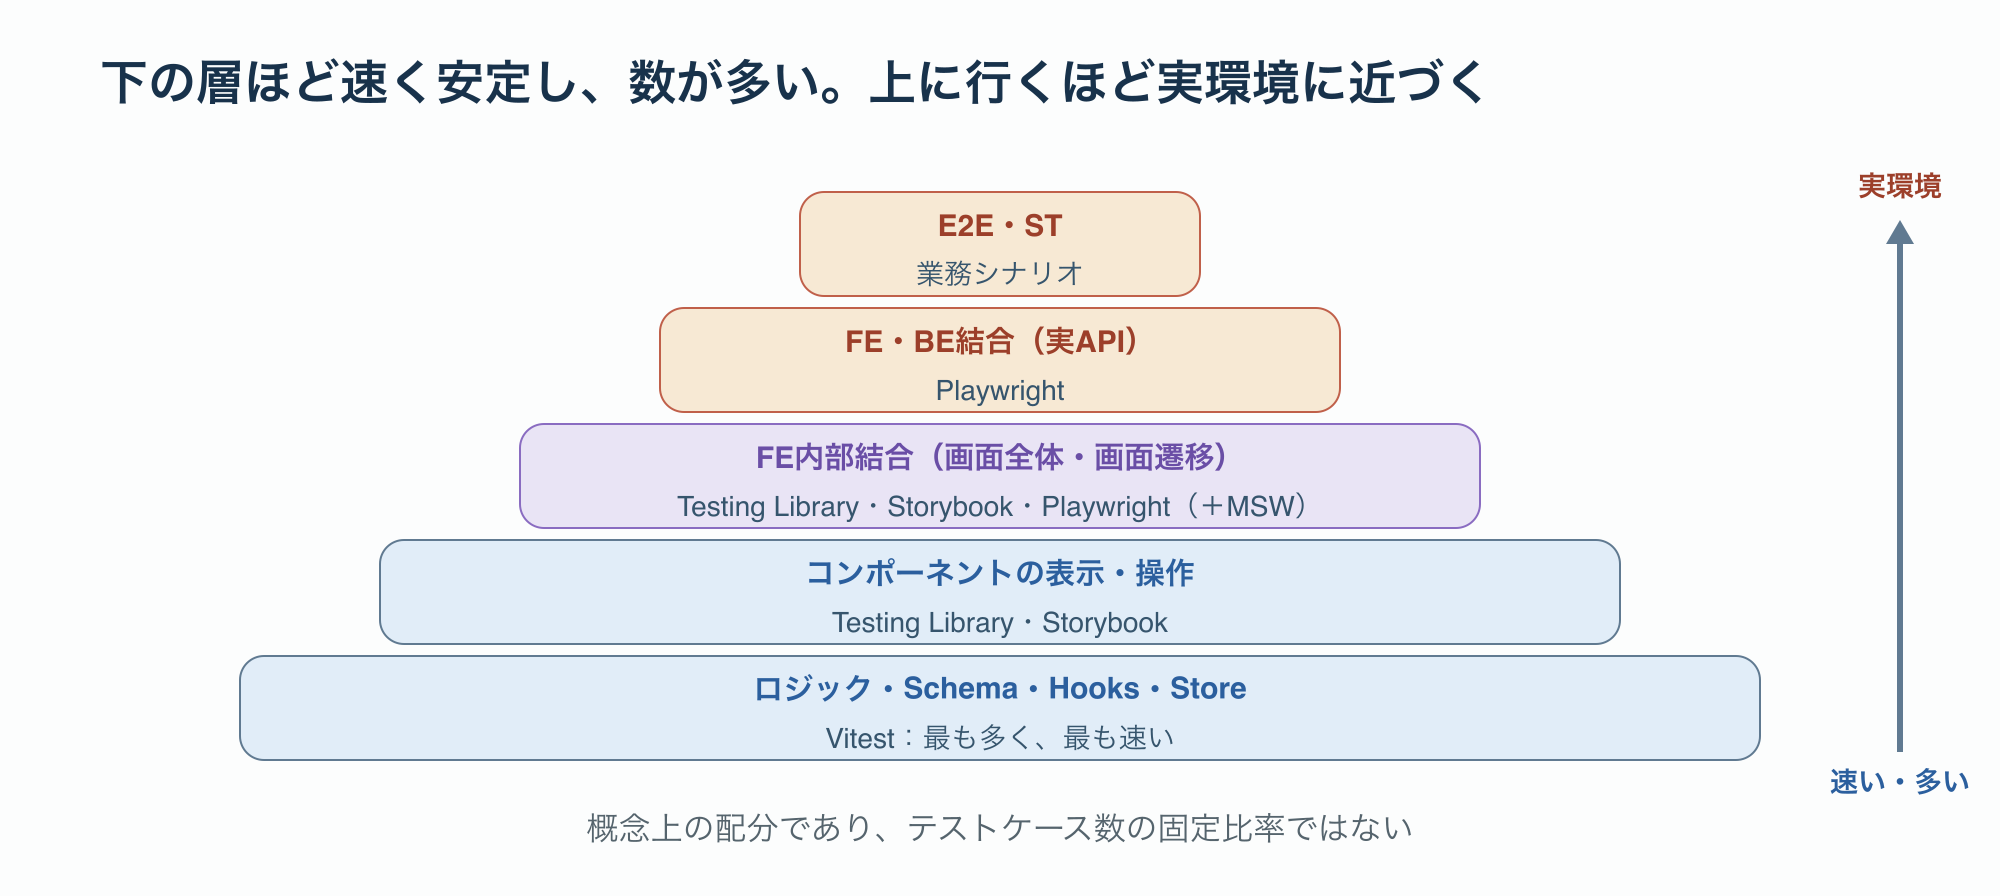 下の層ほど速く安定し、数が多い。上に行くほど実環境に近づく
実環境
E2E・ST
業務シナリオ
FE・BE結合（実API）
Playwright
FE内部結合（画面全体・画面遷移）
Testing Library・Storybook・Playwright（＋MSW）
コンポーネントの表示・操作
Testing Library・Storybook
ロジック・Schema・Hooks・Store
Vitest：最も多く、最も速い
速い・多い
概念上の配分であり、テストケース数の固定比率ではない